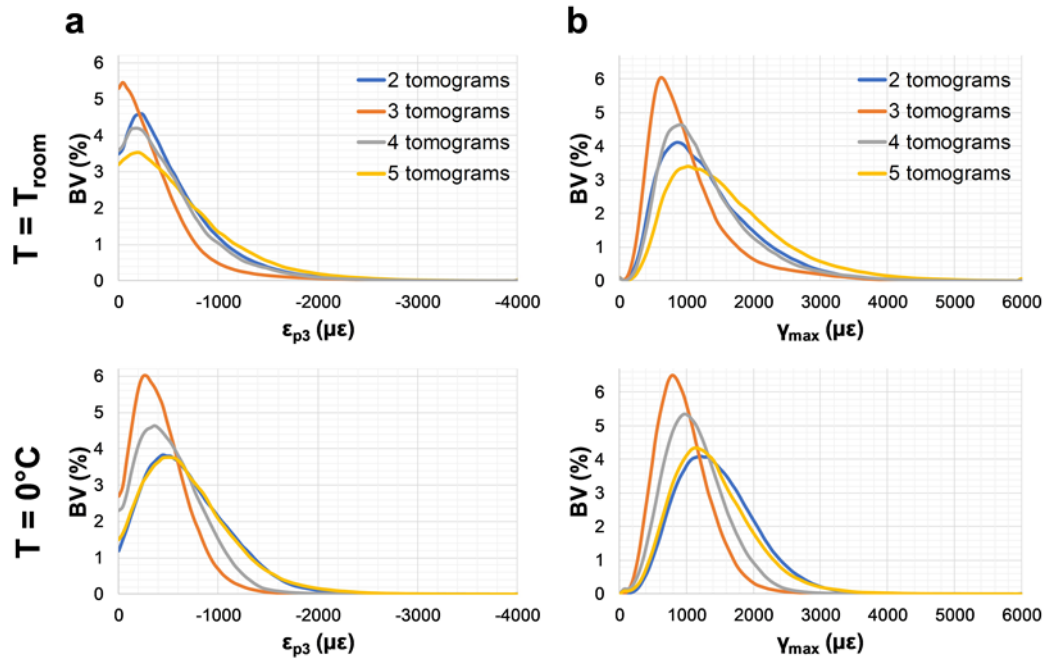 a
b
T = Troom
BV (%)
6
5
4
3
2
1
0
2 tomograms
3 tomograms
4 tomograms
5 tomograms
0
-1000
-2000
-3000
-4000
εp3 (με)
BV (%)
6
5
4
3
2
1
0
2 tomograms
3 tomograms
4 tomograms
5 tomograms
0
1000
2000
3000
4000
5000
6000
γmax (με)
T = 0°C
BV (%)
6
5
4
3
2
1
0
0
-1000
-2000
-3000
-4000
εp3 (με)
BV (%)
6
5
4
3
2
1
0
0
1000
2000
3000
4000
5000
6000
γmax (με)